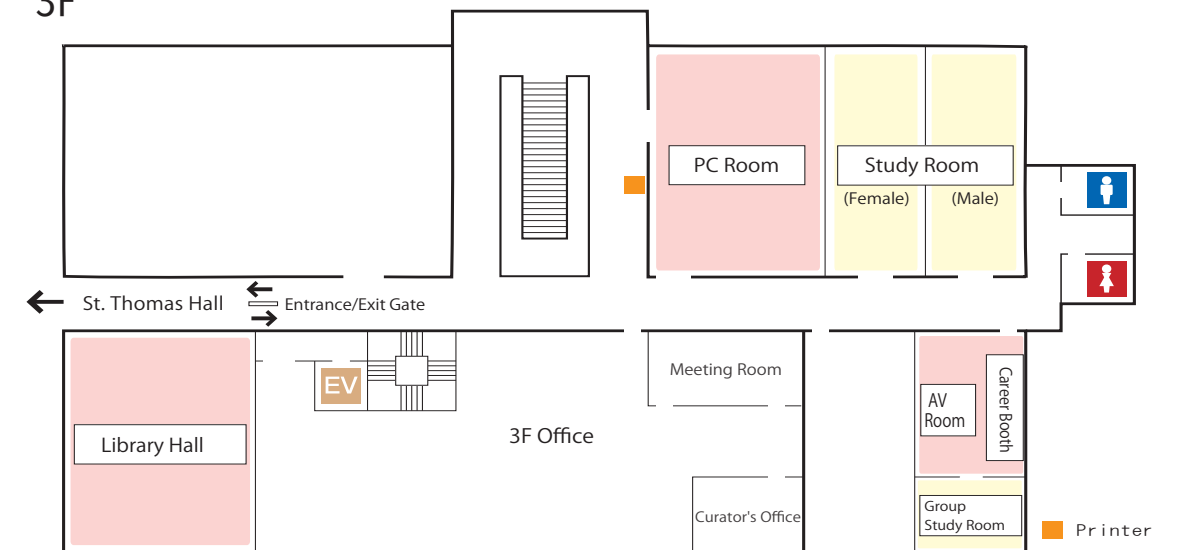 3F
PC Room
Study Room
(Female)
(Male)
St. Thomas Hall
Entrance/Exit Gate
EV
Meeting Room
Library Hall
3F Office
AV
Room
Career Booth
Curator's Office
Group
Study Room
Printer